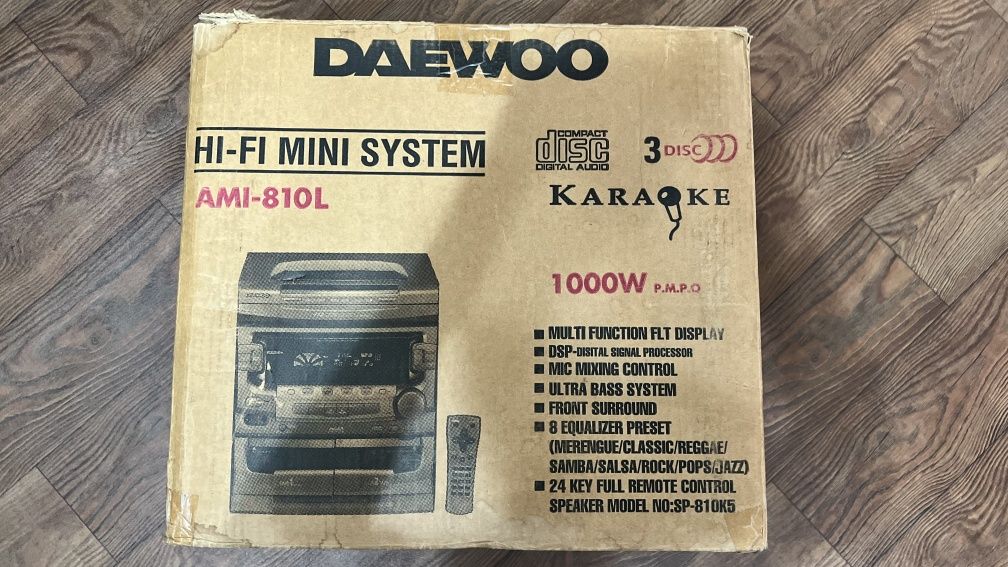 DAEWOO
HI-FI MINI SYSTEM
AMI-810L
COMPACT
disc
DIGITAL AUDIO
3 DISC
KARAOKE
1000W P.M.P.O
■ MULTI FUNCTION FLT DISPLAY
■ DSP-DISITAL SIGNAL PROCESSOR
■ MIC MIXING CONTROL
■ ULTRA BASS SYSTEM
■ FRONT SURROUND
■ 8 EQUALIZER PRESET
(MERENGUE/CLASSIC/REGGAE/
SAMBA/SALSA/ROCK/POPS/JAZZ)
■ 24 KEY FULL REMOTE CONTROL
SPEAKER MODEL NO:SP-810K5